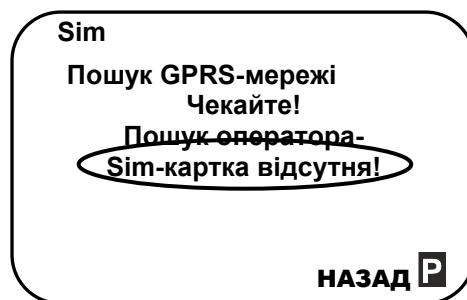 Sim
Пошук GPRS-мережі
Чекайте!
Пошук оператора-
Sim-картка відсутня!
НАЗАД P